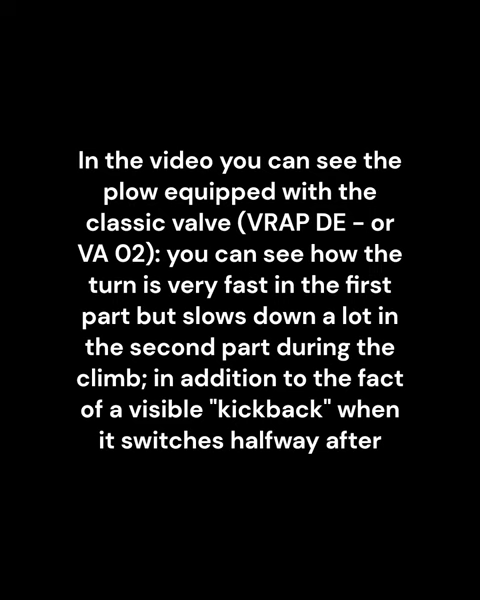 In the video you can see the
plow equipped with the
classic valve (VRAP DE - or
VA 02): you can see how the
turn is very fast in the first
part but slows down a lot in
the second part during the
climb; in addition to the fact
of a visible "kickback" when
it switches halfway after